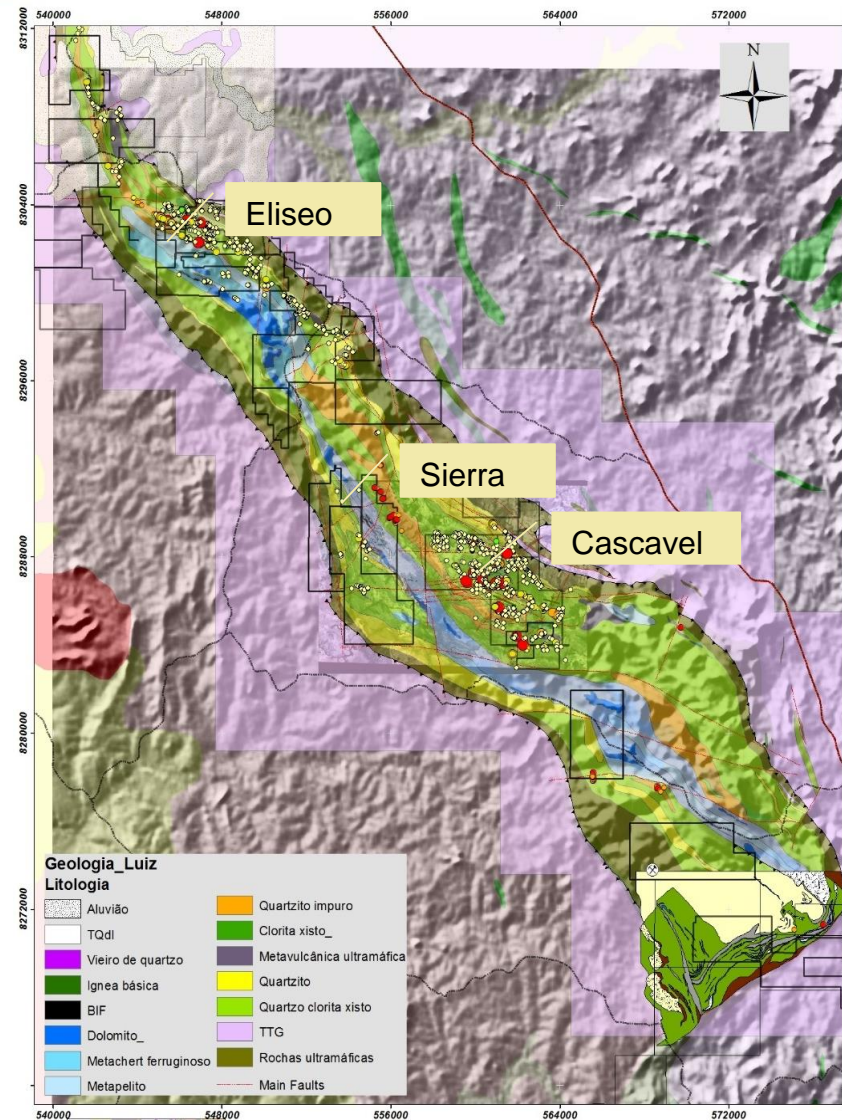 540000 548000 556000 564000 572000
8312000
N
8304000
Eliseo
8296000
Sierra
8288000
Cascavel
8280000
8272000
Geologia_Luiz
Litologia
Aluvião
TQdl
Vieiro de quartzo
Ignea básica
BIF
Dolomito_
Metachert ferruginoso
Metapelito
Quartzito impuro
Clorita xisto_
Metavulcânica ultramáfica
Quartzito
Quartzo clorita xisto
TTG
Rochas ultramáficas
Main Faults
540000 548000 556000 564000 572000